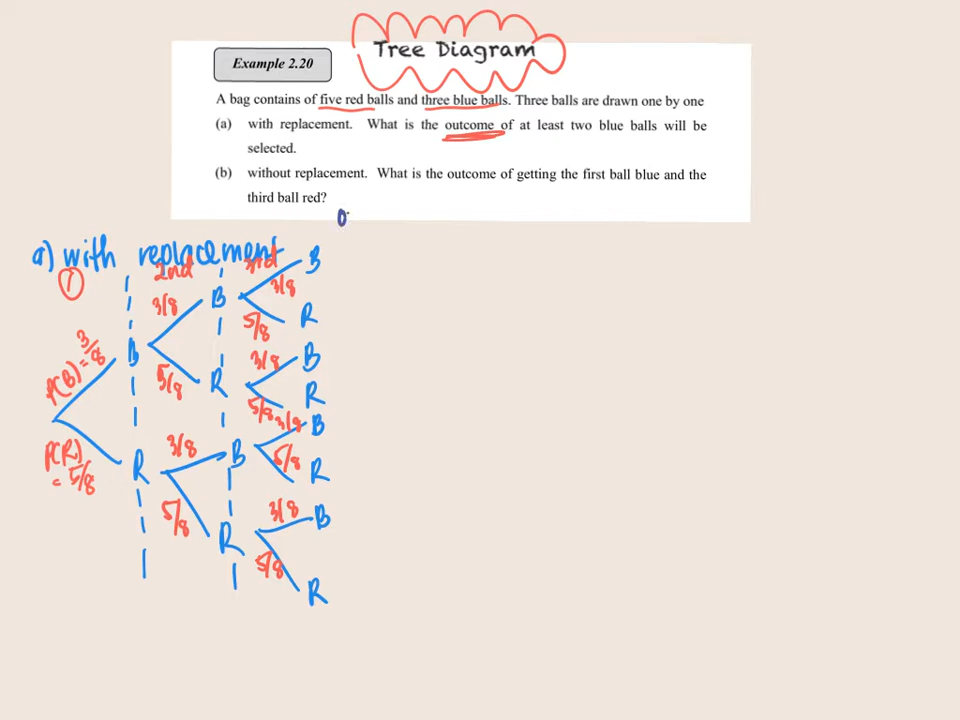 Tree Diagram
Example 2.20
A bag contains of five red balls and three blue balls. Three balls are drawn one by one
(a) with replacement. What is the outcome of at least two blue balls will be
selected.
(b) without replacement. What is the outcome of getting the first ball blue and the
third ball red?
0
a) with replacement
1 2nd 3rd
B
3/8 3/8
B
5/8 R
P(B) = 3/8
B 3/8 B
5/8 R 5/8 R
3/8 B
P(R) = 5/8
R 3/8 B 5/8 R
5/8 3/8 B
R
5/8
R